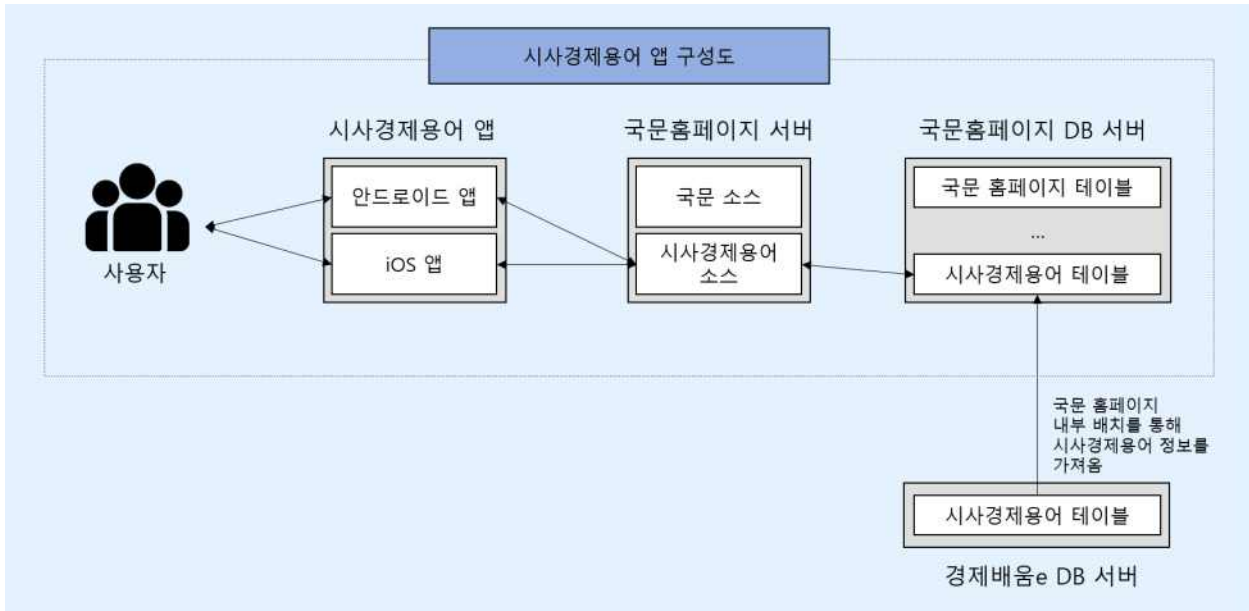 시사경제용어 앱 구성도
시사경제용어 앱
국문홈페이지 서버
국문홈페이지 DB 서버
안드로이드 앱
국문 소스
국문 홈페이지 테이블
...
iOS 앱
시사경제용어
소스
시사경제용어 테이블
사용자
국문 홈페이지
내부 배치를 통해
시사경제용어 정보를
가져옴
시사경제용어 테이블
경제배움e DB 서버